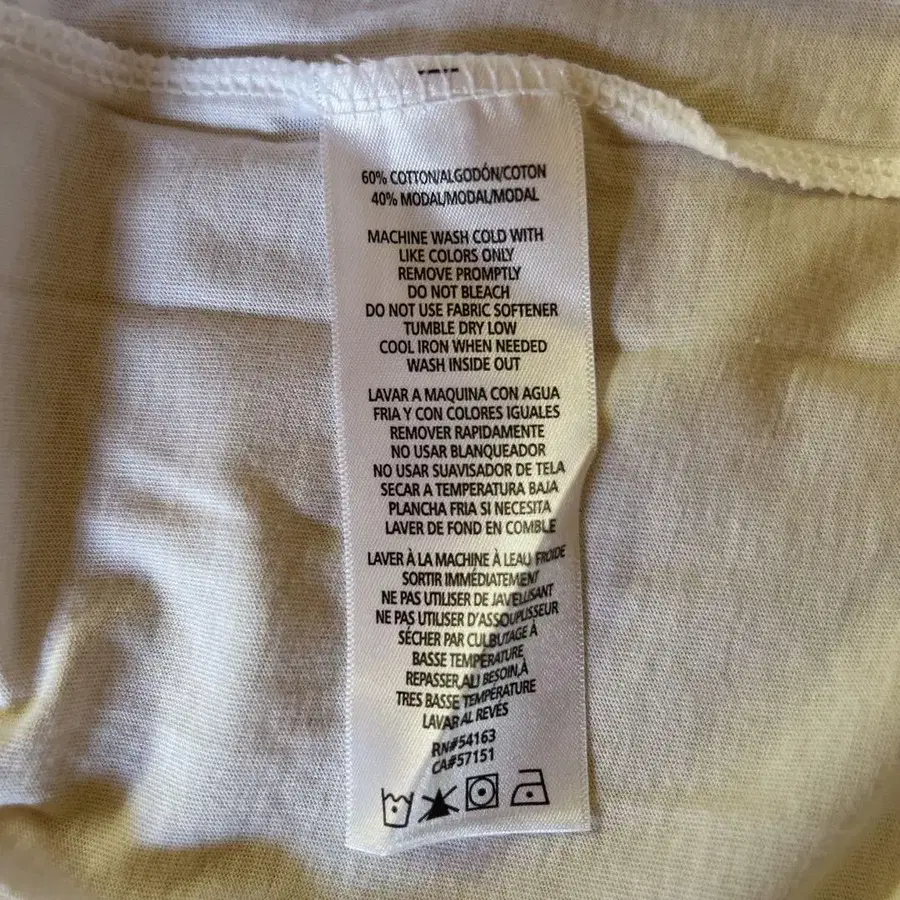 60% COTTON/ALGODÓN/COTON
40% MODAL/MODAL/MODAL
MACHINE WASH COLD WITH
LIKE COLORS ONLY
REMOVE PROMPTLY
DO NOT BLEACH
DO NOT USE FABRIC SOFTENER
TUMBLE DRY LOW
COOL IRON WHEN NEEDED
WASH INSIDE OUT
LAVAR A MAQUINA CON AGUA
FRIA Y CON COLORES IGUALES
REMOVER RAPIDAMENTE
NO USAR BLANQUEADOR
NO USAR SUAVISADOR DE TELA
SECAR A TEMPERATURA BAJA
PLANCHA FRIA SI NECESITA
LAVER DE FOND EN COMBLE
LAVER À LA MACHINE À LEAU FROIDE
SORTIR IMMÉDIATEMENT
NE PAS UTILISER DE JAVELLISANT
NE PAS UTILISER D'ASSOUPLISSEUR
SÉCHER PAR CULBUTAGE À
BASSE TEMPÉRATURE
REPASSER,AU BESOIN,À
TRES BASSE TEMPÉRATURE
LAVAR AL REVÉS
RN#54163
CA#57151